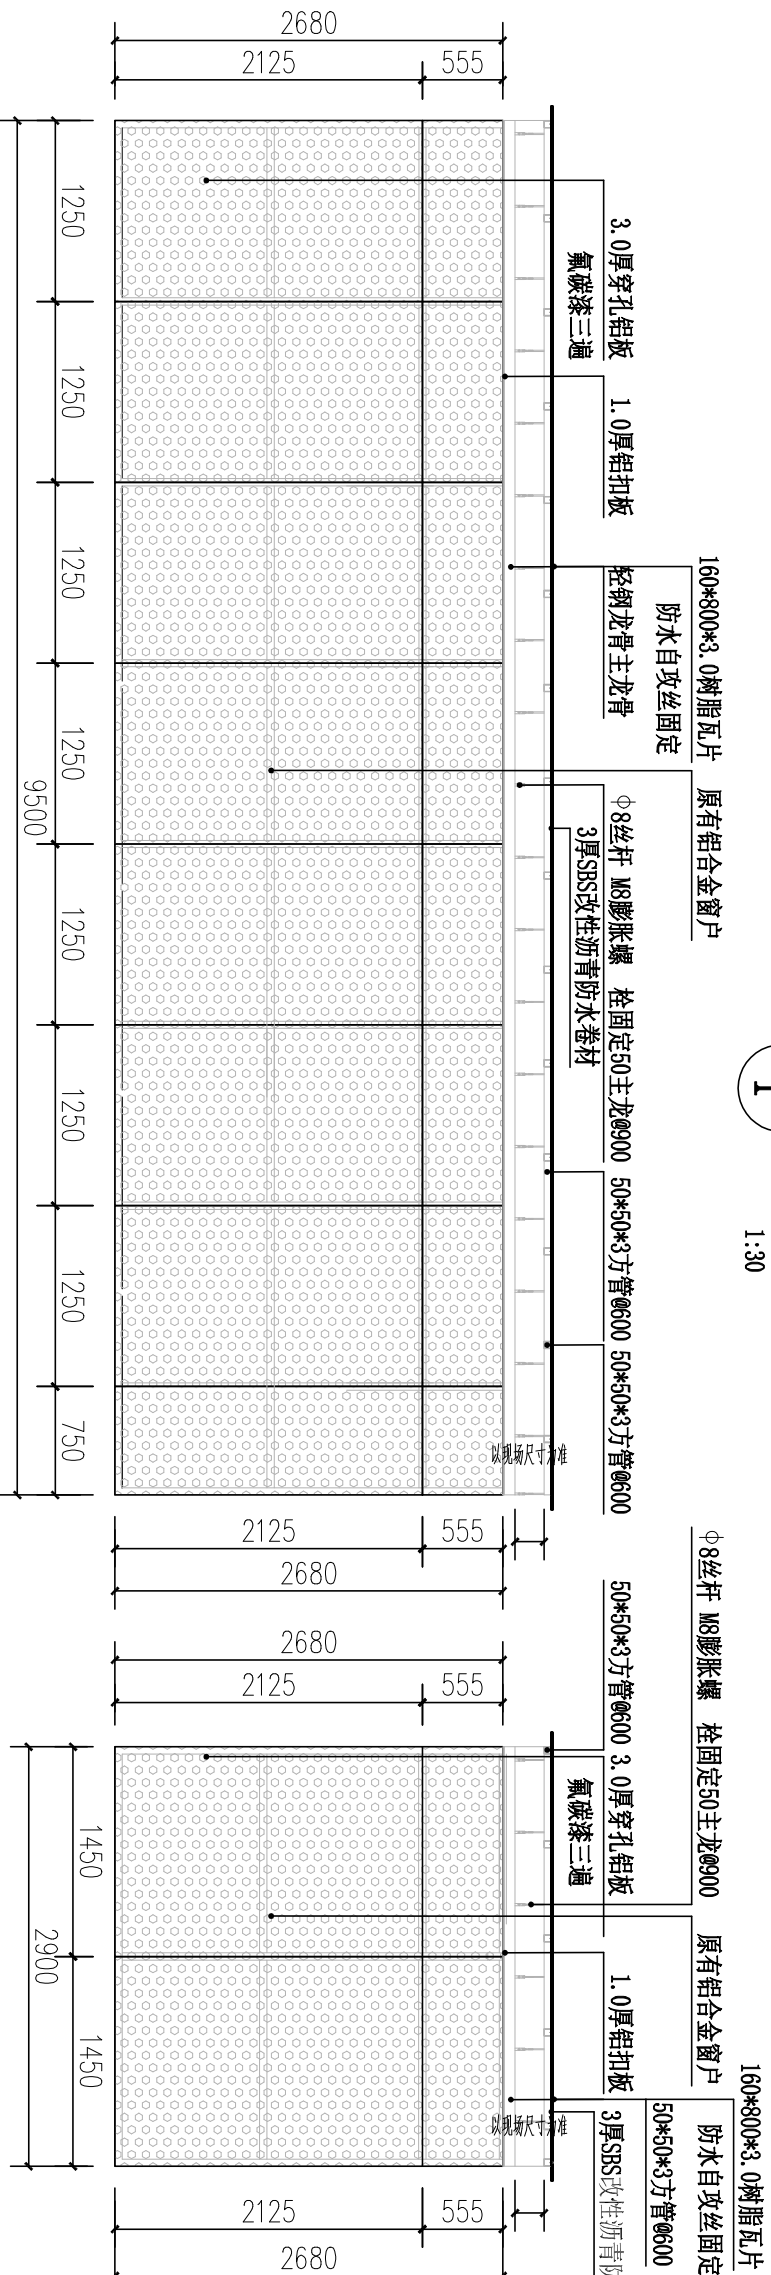 2680
2125
555
1250
1250
1250
1250
1250
1250
1250
750
9500
3.0厚穿孔铝板
氟碳漆三遍
1.0厚铝扣板
轻钢龙骨主龙骨
160*800*3.0树脂瓦片
防水自攻丝固定
原有铝合金窗户
φ8丝杆 M8膨胀螺 栓固定50主龙@900
3厚SBS改性沥青防水卷材
50*50*3方管@600
50*50*3方管@600
以现场尺寸为准
1
1:30
2125
555
2680
2680
2125
555
φ8丝杆 M8膨胀螺 栓固定50主龙@900
50*50*3方管@600
3.0厚穿孔铝板
氟碳漆三遍
原有铝合金窗户
1.0厚铝扣板
160*800*3.0树脂瓦片
防水自攻丝固定
50*50*3方管@600
3厚SBS改性沥青防
以现场尺寸为准
1450
1450
2900
2125
555
2680